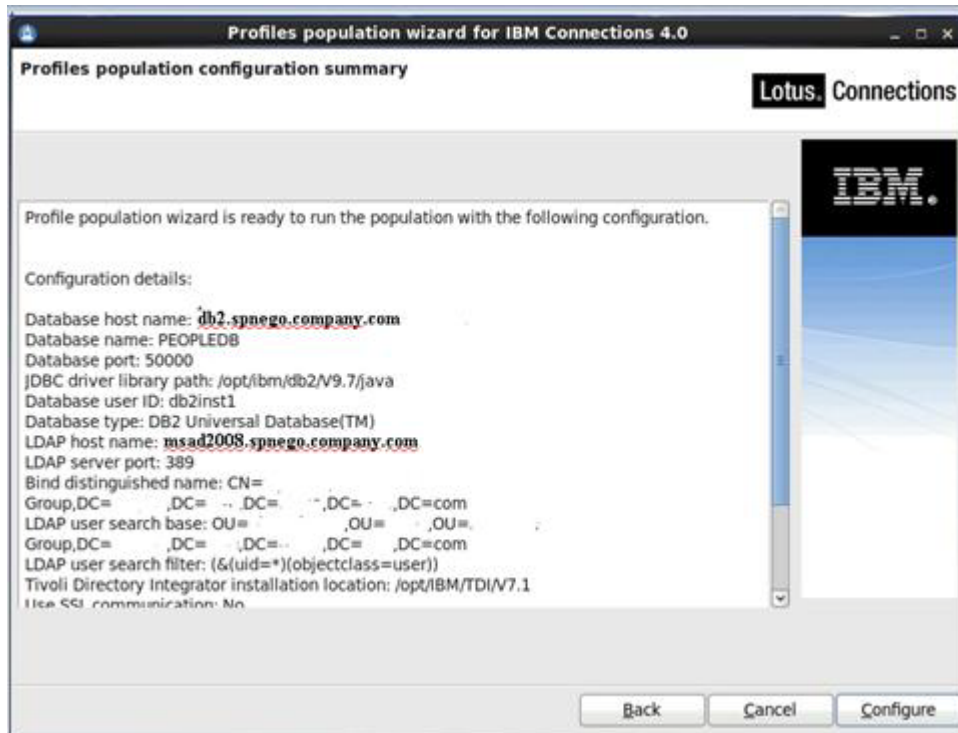 Profiles population wizard for IBM Connections 4.0
Profiles population configuration summary
Lotus. Connections
IBM.
Profile population wizard is ready to run the population with the following configuration.
Configuration details:
Database host name: db2.spnego.company.com
Database name: PEOPLEDB
Database port: 50000
JDBC driver library path: /opt/ibm/db2/V9.7/java
Database user ID: db2inst1
Database type: DB2 Universal Database(TM)
LDAP host name: msad2008.spnego.company.com
LDAP server port: 389
Bind distinguished name: CN=
Group,DC= ,DC= ,DC= ,DC= ,DC=com
LDAP user search base: OU= ,OU= ,OU=
Group,DC= ,DC= ,DC= ,DC= ,DC=com
LDAP user search filter: (&(uid=*)(objectclass=user))
Tivoli Directory Integrator installation location: /opt/IBM/TDI/V7.1
Use SSL communication: No
Back Cancel Configure